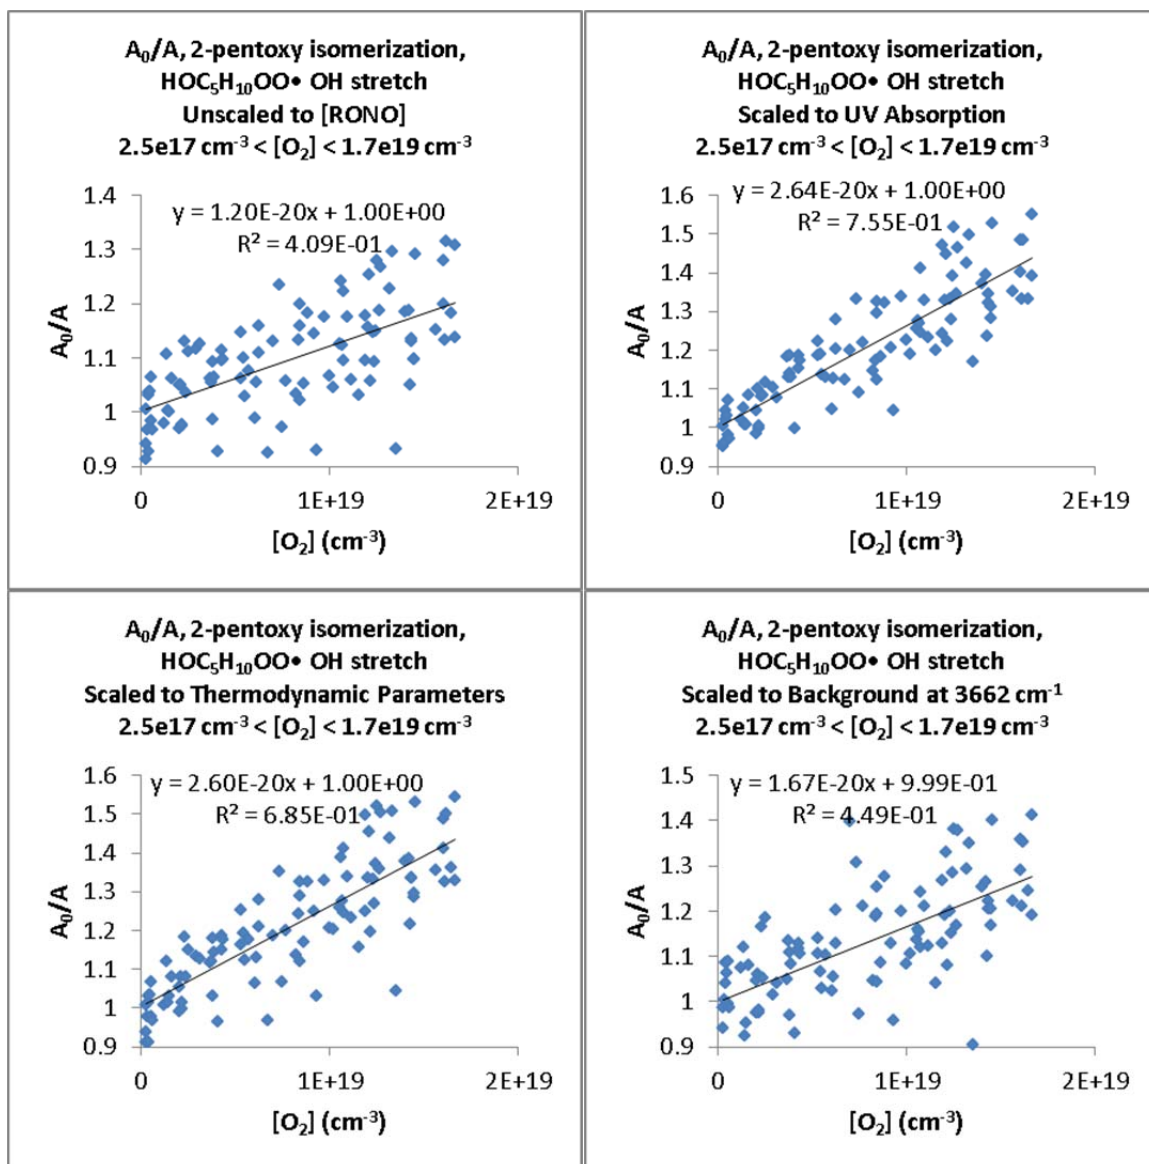 A₀/A, 2-pentoxy isomerization,
HOC₅H₁₀OO• OH stretch
Unscaled to [RONO]
2.5e17 cm⁻³ < [O₂] < 1.7e19 cm⁻³
1.4
1.3
1.2
1.1
1
0.9
y = 1.20E-20x + 1.00E+00
R² = 4.09E-01
A₀/A
0
1E+19
2E+19
[O₂] (cm⁻³)
A₀/A, 2-pentoxy isomerization,
HOC₅H₁₀OO• OH stretch
Scaled to UV Absorption
2.5e17 cm⁻³ < [O₂] < 1.7e19 cm⁻³
1.6
1.5
1.4
1.3
1.2
1.1
1
0.9
y = 2.64E-20x + 1.00E+00
R² = 7.55E-01
A₀/A
0
1E+19
2E+19
[O₂] (cm⁻³)
A₀/A, 2-pentoxy isomerization,
HOC₅H₁₀OO• OH stretch
Scaled to Thermodynamic Parameters
2.5e17 cm⁻³ < [O₂] < 1.7e19 cm⁻³
1.6
1.5
1.4
1.3
1.2
1.1
1
0.9
y = 2.60E-20x + 1.00E+00
R² = 6.85E-01
A₀/A
0
1E+19
2E+19
[O₂] (cm⁻³)
A₀/A, 2-pentoxy isomerization,
HOC₅H₁₀OO• OH stretch
Scaled to Background at 3662 cm⁻¹
2.5e17 cm⁻³ < [O₂] < 1.7e19 cm⁻³
1.5
1.4
1.3
1.2
1.1
1
0.9
y = 1.67E-20x + 9.99E-01
R² = 4.49E-01
A₀/A
0
1E+19
2E+19
[O₂] (cm⁻³)